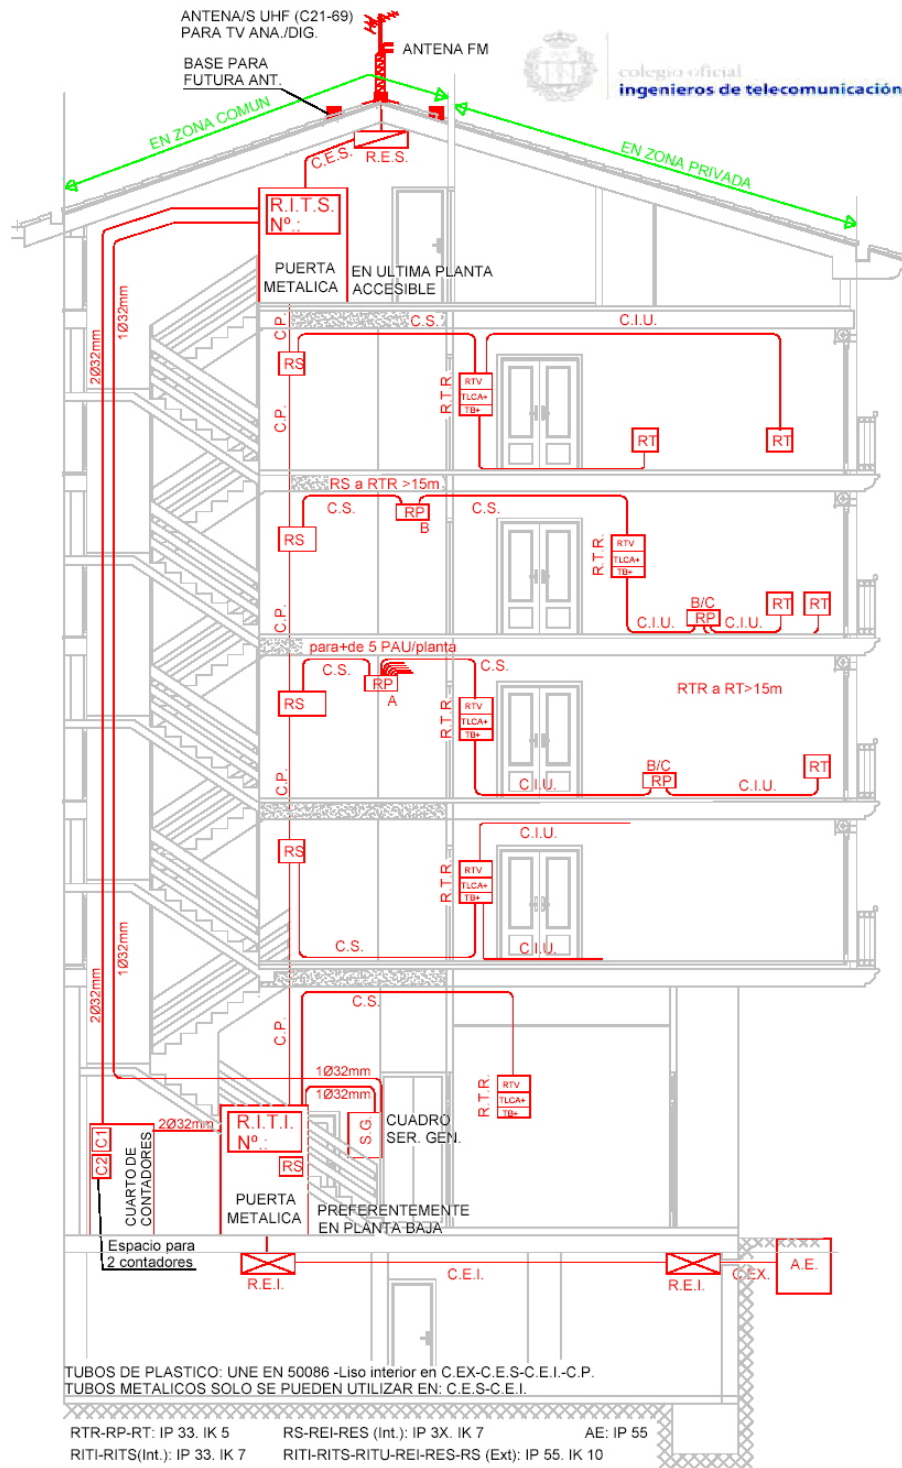 ANTENA/S UHF (C21-69)
PARA TV ANA./DIG.
ANTENA FM
BASE PARA
FUTURA ANT.
colegio oficial
ingenieros de telecomunicación
EN ZONA COMUN
EN ZONA PRIVADA
C.E.S.
R.E.S.
R.I.T.S.
Nº.:
PUERTA
METALICA
EN ULTIMA PLANTA
ACCESIBLE
2Ø32mm
1Ø32mm
C.P.
C.S.
C.I.U.
RS
R.T.R.
RTV
TLCA+
TB+
C.P.
RT
RT
RS a RTR >15m
C.S.
RP
B
C.S.
RS
R.T.R.
RTV
TLCA+
TB+
C.P.
B/C
RP
RT
RT
C.I.U.
C.I.U.
para+de 5 PAU/planta
C.S.
RP
A
C.S.
RS
R.T.R.
RTV
TLCA+
TB+
RTR a RT>15m
C.P.
B/C
RP
RT
C.I.U.
C.I.U.
C.I.U.
RS
R.T.R.
RTV
TLCA+
TB+
C.S.
C.I.U.
2Ø32mm
1Ø32mm
C.P.
C.S.
1Ø32mm
1Ø32mm
R.T.R.
RTV
TLCA+
TB+
2Ø32mm
R.I.T.I.
Nº.:
S.G.
CUADRO
SER. GEN.
C1
C2
CUARTO DE
CONTADORES
RS
PUERTA
METALICA
PREFERENTEMENTE
EN PLANTA BAJA
Espacio para
2 contadores
R.E.I.
C.E.I.
R.E.I.
C.EX.
A.E.
TUBOS DE PLASTICO: UNE EN 50086 -Liso interior en C.EX-C.E.S-C.E.I.-C.P.
TUBOS METALICOS SOLO SE PUEDEN UTILIZAR EN: C.E.S-C.E.I.
RTR-RP-RT: IP 33. IK 5
RS-REI-RES (Int.): IP 3X. IK 7
AE: IP 55
RITI-RITS(Int.): IP 33. IK 7
RITI-RITS-RITU-REI-RES-RS (Ext): IP 55. IK 10